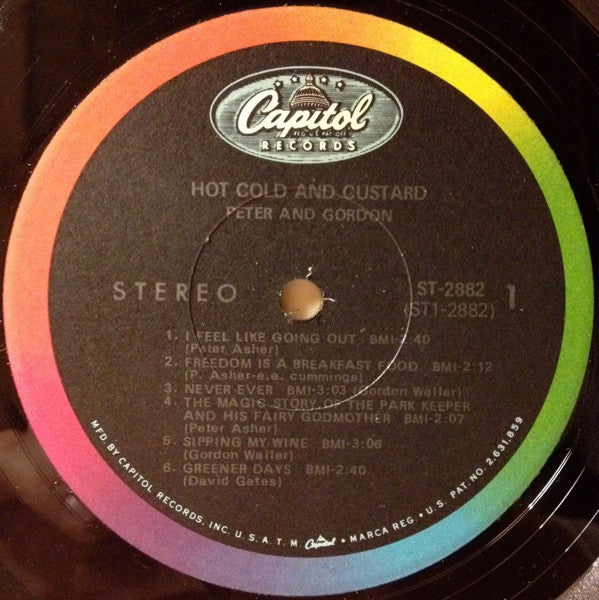 Capitol
REG. U.S. PAT. OFF.
RECORDS
HOT COLD AND CUSTARD
PETER AND GORDON
STEREO
ST-2882
(ST1-2882)
1
1. I FEEL LIKE GOING OUT BMI-2:40
(Peter Asher)
2. FREEDOM IS A BREAKFAST FOOD BMI-2:12
(P. Asher-e.e. cummings)
3. NEVER EVER BMI-3:03 (Gordon Waller)
4. THE MAGIC STORY OF THE PARK KEEPER
AND HIS FAIRY GODMOTHER BMI-2:07
(Peter Asher)
5. SIPPING MY WINE BMI-3:06
(Gordon Waller)
6. GREENER DAYS BMI-2:40
(David Gates)
MFD. BY CAPITOL RECORDS, INC. U.S.A. T.M. Capitol • MARCA REG. • U.S. PAT. NO. 2,631,859